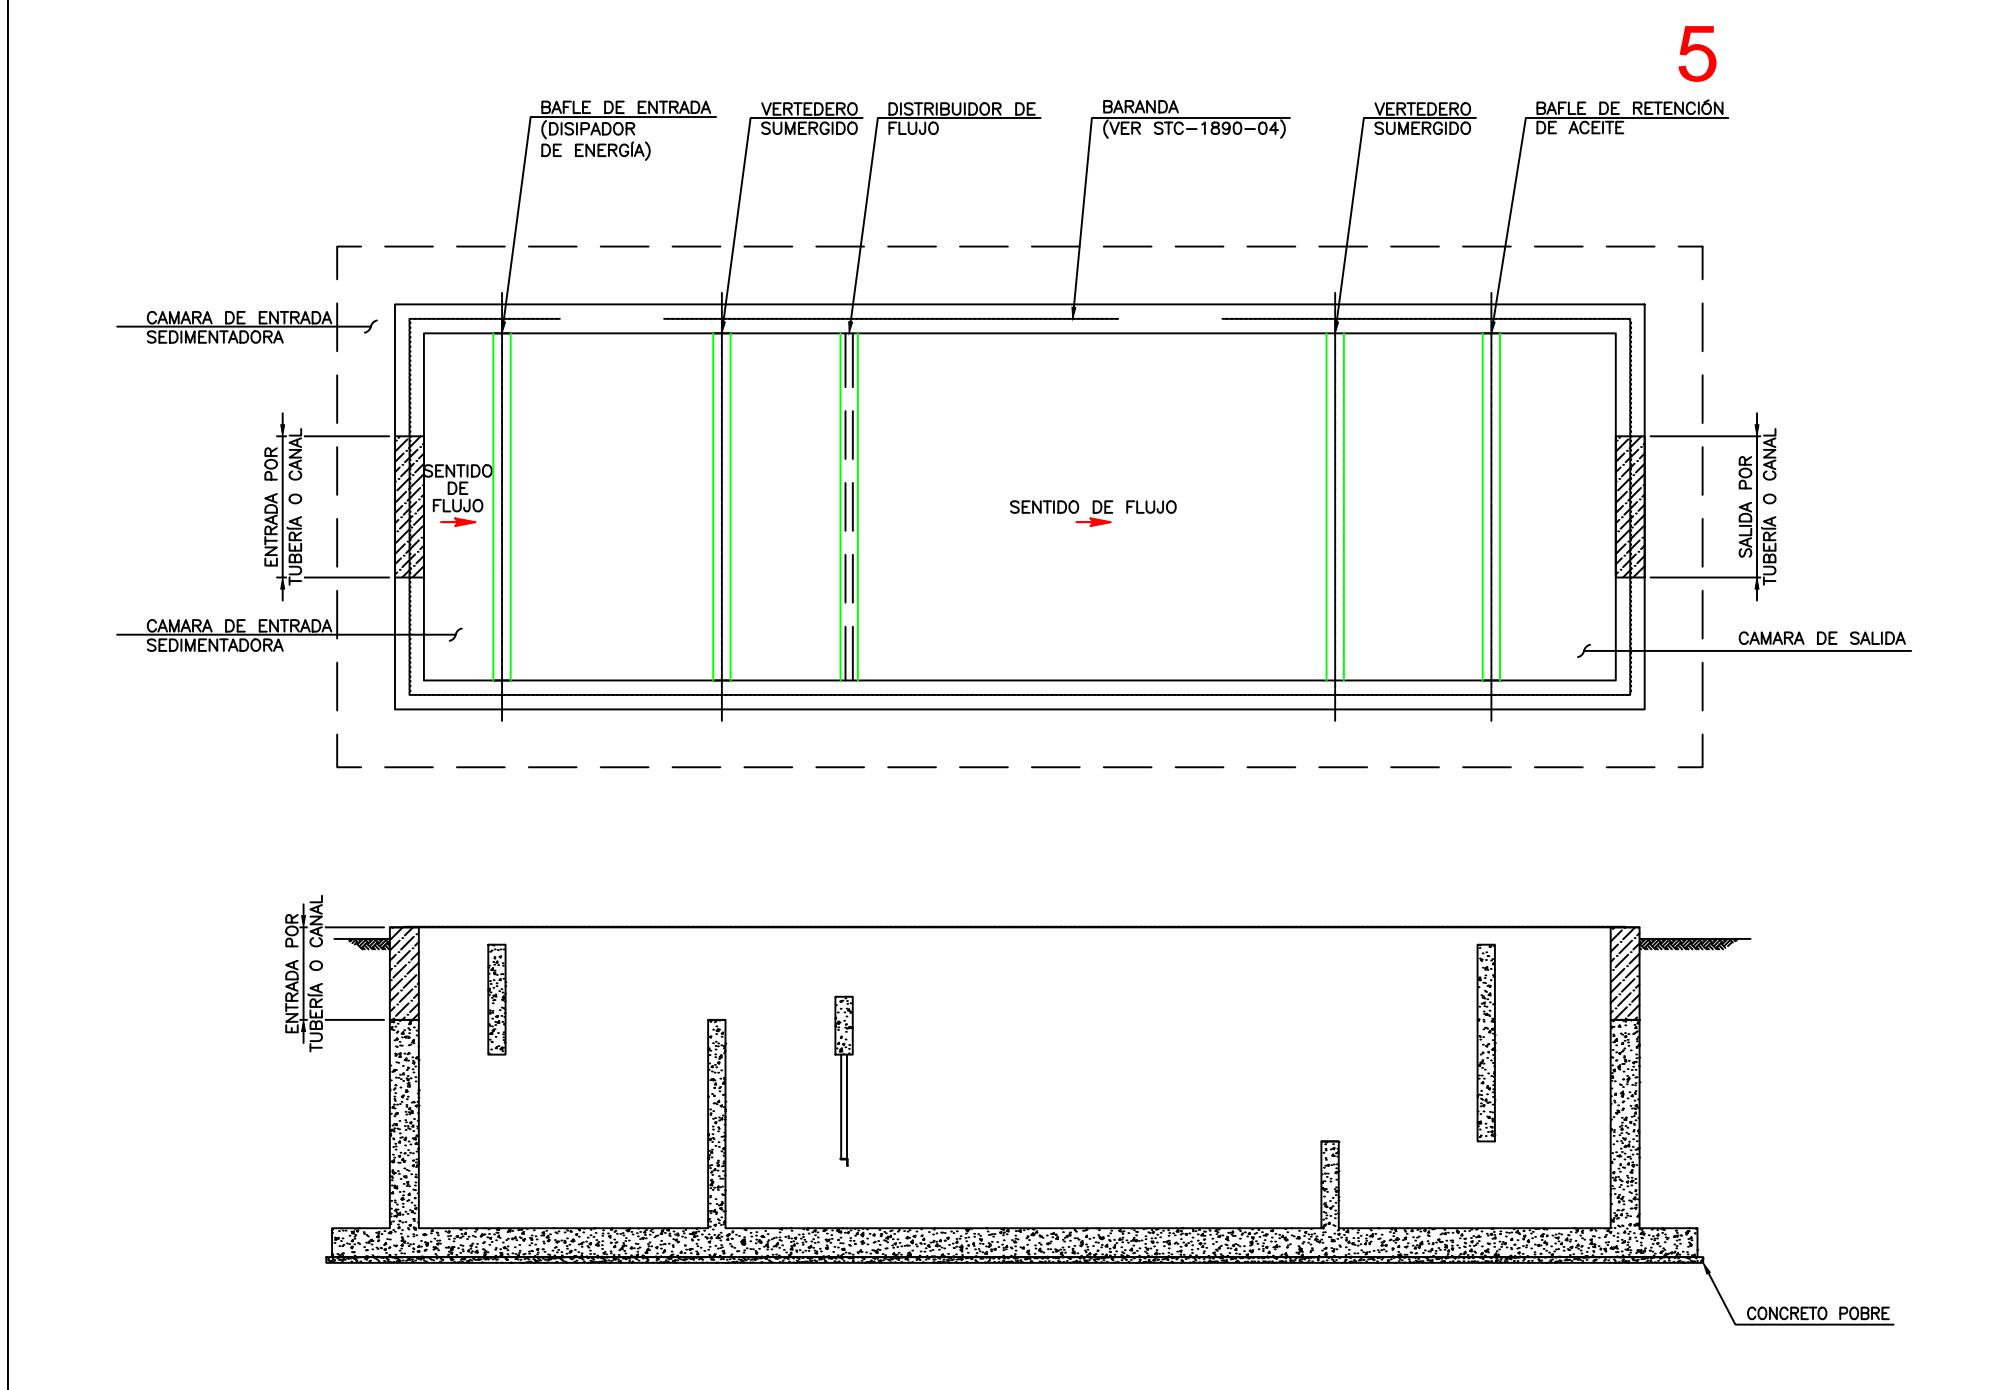 5
BAFLE DE ENTRADA
(DISIPADOR
DE ENERGÍA)
VERTEDERO
SUMERGIDO
DISTRIBUIDOR DE
FLUJO
BARANDA
(VER STC-1890-04)
VERTEDERO
SUMERGIDO
BAFLE DE RETENCIÓN
DE ACEITE
CAMARA DE ENTRADA
SEDIMENTADORA
ENTRADA POR
TUBERÍA O CANAL
SENTIDO
DE
FLUJO
SENTIDO DE FLUJO
SALIDA POR
TUBERÍA O CANAL
CAMARA DE ENTRADA
SEDIMENTADORA
CAMARA DE SALIDA
ENTRADA POR
TUBERÍA O CANAL
CONCRETO POBRE